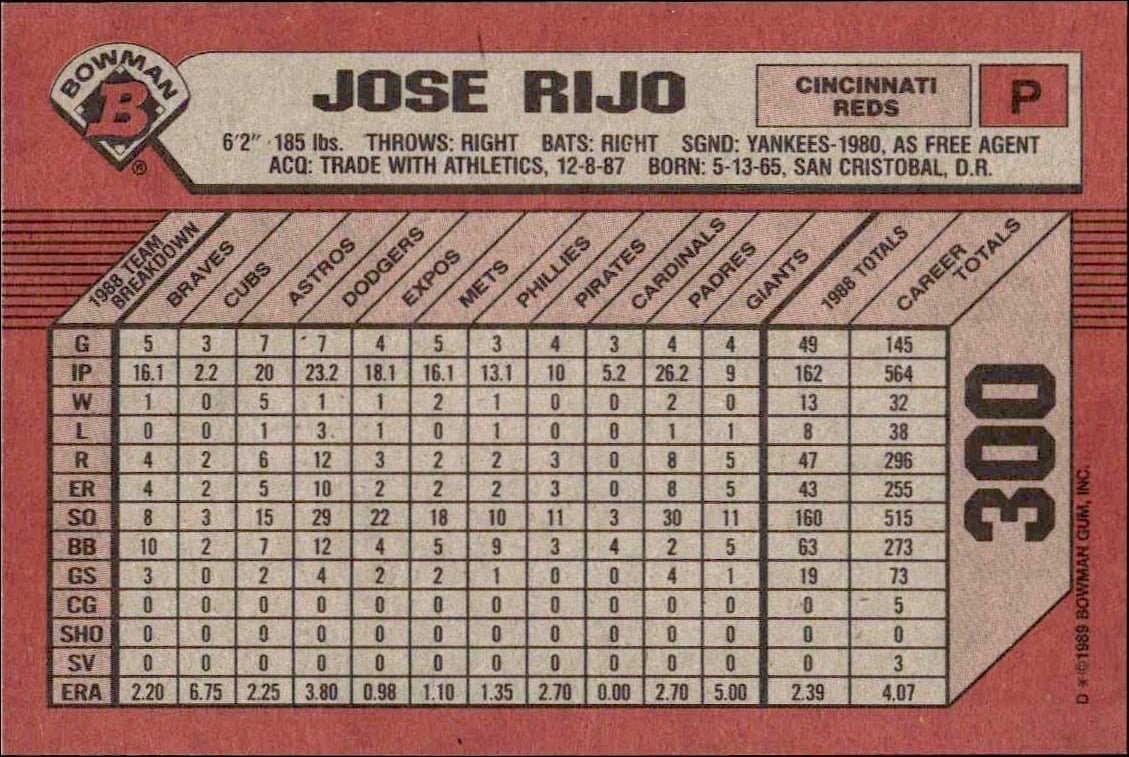 BOWMAN
B
®
JOSE RIJO
CINCINNATI
REDS
P
6'2" 185 lbs. THROWS: RIGHT BATS: RIGHT SGND: YANKEES-1980, AS FREE AGENT
ACQ: TRADE WITH ATHLETICS, 12-8-87 BORN: 5-13-65, SAN CRISTOBAL, D.R.
1988 TEAM BREAKDOWN BRAVES CUBS ASTROS DODGERS EXPOS METS PHILLIES PIRATES CARDINALS PADRES GIANTS 1988 TOTALS CAREER TOTALS
G 5 3 7 7 4 5 3 4 3 4 4 49 145
IP 16.1 2.2 20 23.2 18.1 16.1 13.1 10 5.2 26.2 9 162 564
W 1 0 5 1 1 2 1 0 0 2 0 13 32
L 0 0 1 3 1 0 1 0 0 1 1 8 38
R 4 2 6 12 3 2 2 3 0 8 5 47 296
ER 4 2 5 10 2 2 2 3 0 8 5 43 255
SO 8 3 15 29 22 18 10 11 3 30 11 160 515
BB 10 2 7 12 4 5 9 3 4 2 5 63 273
GS 3 0 2 4 2 2 1 0 0 4 1 19 73
CG 0 0 0 0 0 0 0 0 0 0 0 0 5
SHO 0 0 0 0 0 0 0 0 0 0 0 0 0
SV 0 0 0 0 0 0 0 0 0 0 0 0 3
ERA 2.20 6.75 2.25 3.80 0.98 1.10 1.35 2.70 0.00 2.70 5.00 2.39 4.07
300
D * © 1989 BOWMAN GUM, INC.